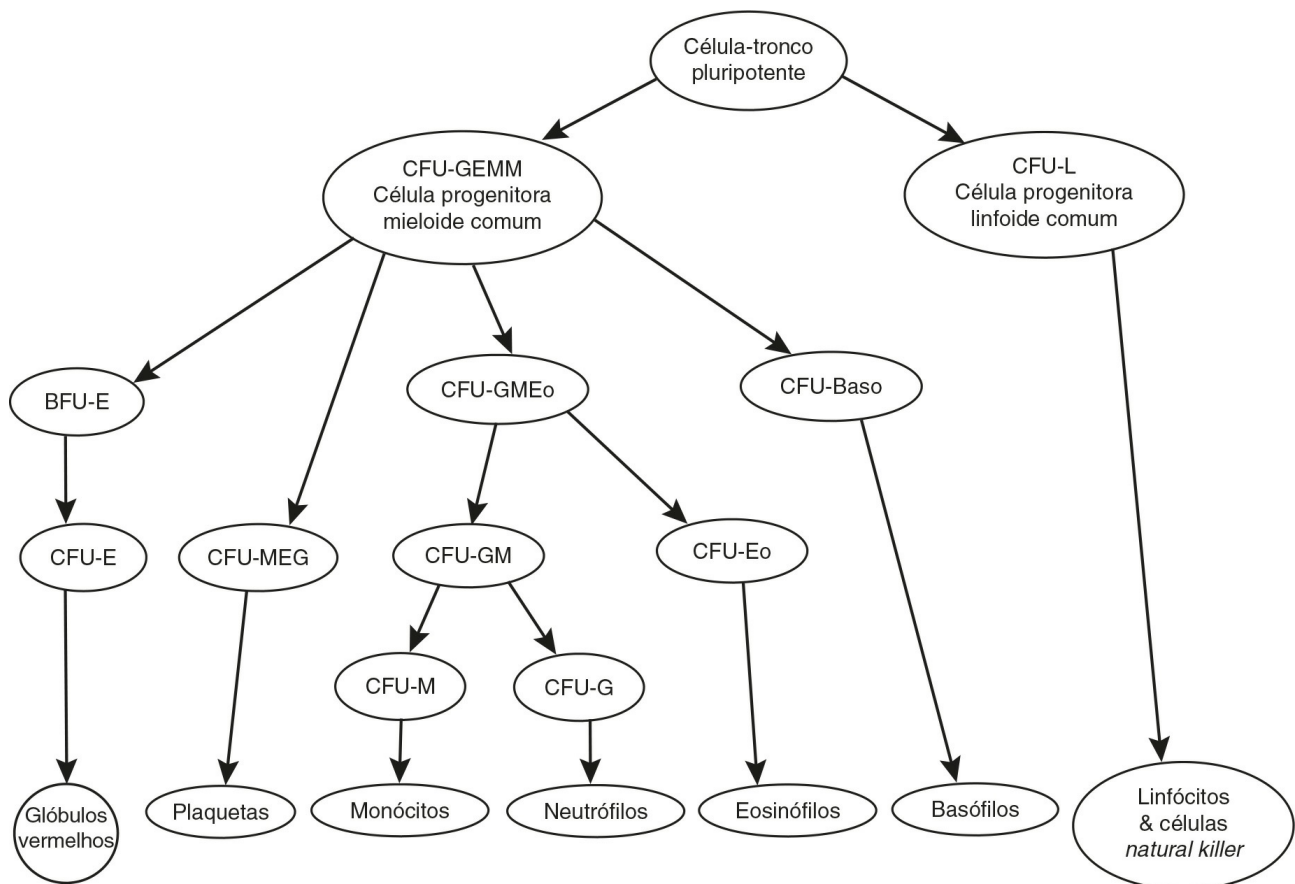 Célula-tronco
pluripotente
CFU-GEMM
Célula progenitora
mieloide comum
CFU-L
Célula progenitora
linfoide comum
BFU-E
CFU-GMEo
CFU-Baso
CFU-E
CFU-MEG
CFU-GM
CFU-Eo
CFU-M
CFU-G
Glóbulos
vermelhos
Plaquetas
Monócitos
Neutrófilos
Eosinófilos
Basófilos
Linfócitos
& células
natural killer